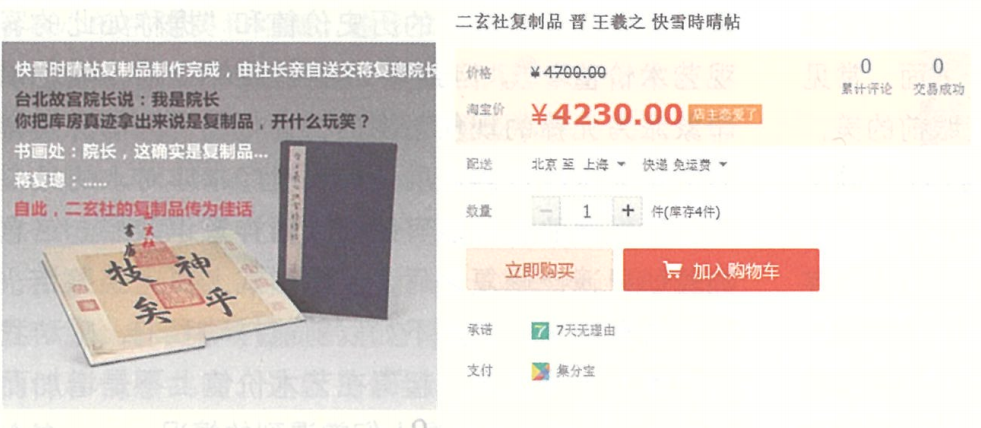 二玄社复制品 晋 王羲之 快雪時晴帖
快雪时晴帖复制品制作完成，由社长亲自送交蒋复璁院长
台北故宫院长说：我是院长
你把库房真迹拿出来说是复制品，开什么玩笑？
书画处：院长，这确实是复制品...
蒋复璁：.....
自此，二玄社的复制品传为佳话
二玄社
書店
神乎
技矣
价格 ¥4700.00
淘宝价 ¥4230.00 店主恋爱了
0 累计评论
0 交易成功
配送 北京 至 上海 快递 免运费
数量 − 1 + 件(库存4件)
立即购买 加入购物车
承诺 7 7天无理由
支付 集分宝